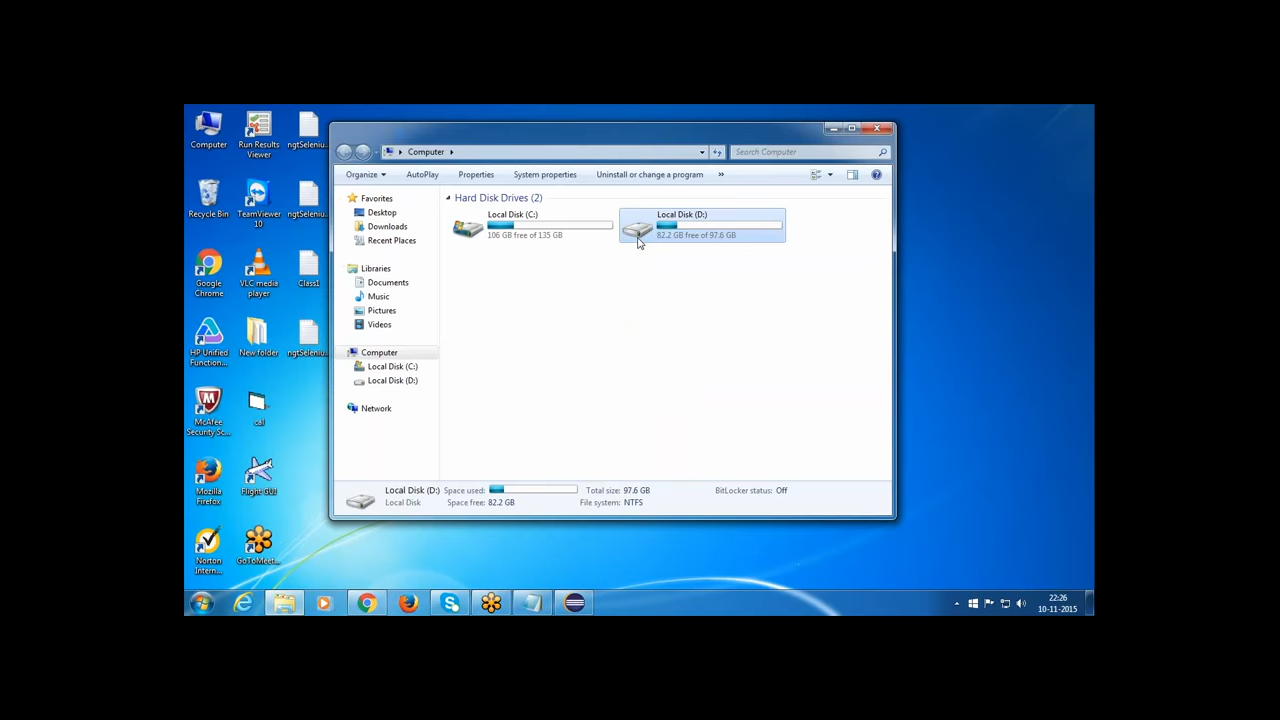 Computer
Run Results
Viewer
ngtSeleniu...
Recycle Bin
TeamViewer
10
ngtSeleniu...
Google
Chrome
VLC media
player
Class1
HP Unified
Function...
New folder
ngtSeleniu...
McAfee
Security Sc...
cal
Mozilla
Firefox
Flight GUI
Norton
Intern...
GoToMeet...
Computer
Search Computer
Organize
AutoPlay
Properties
System properties
Uninstall or change a program
»
Favorites
Desktop
Downloads
Recent Places
Libraries
Documents
Music
Pictures
Videos
Computer
Local Disk (C:)
Local Disk (D:)
Network
Hard Disk Drives (2)
Local Disk (C:)
106 GB free of 135 GB
Local Disk (D:)
82.2 GB free of 97.6 GB
Local Disk (D:) Space used: Total size: 97.6 GB BitLocker status: Off
Local Disk Space free: 82.2 GB File system: NTFS
22:26
10-11-2015